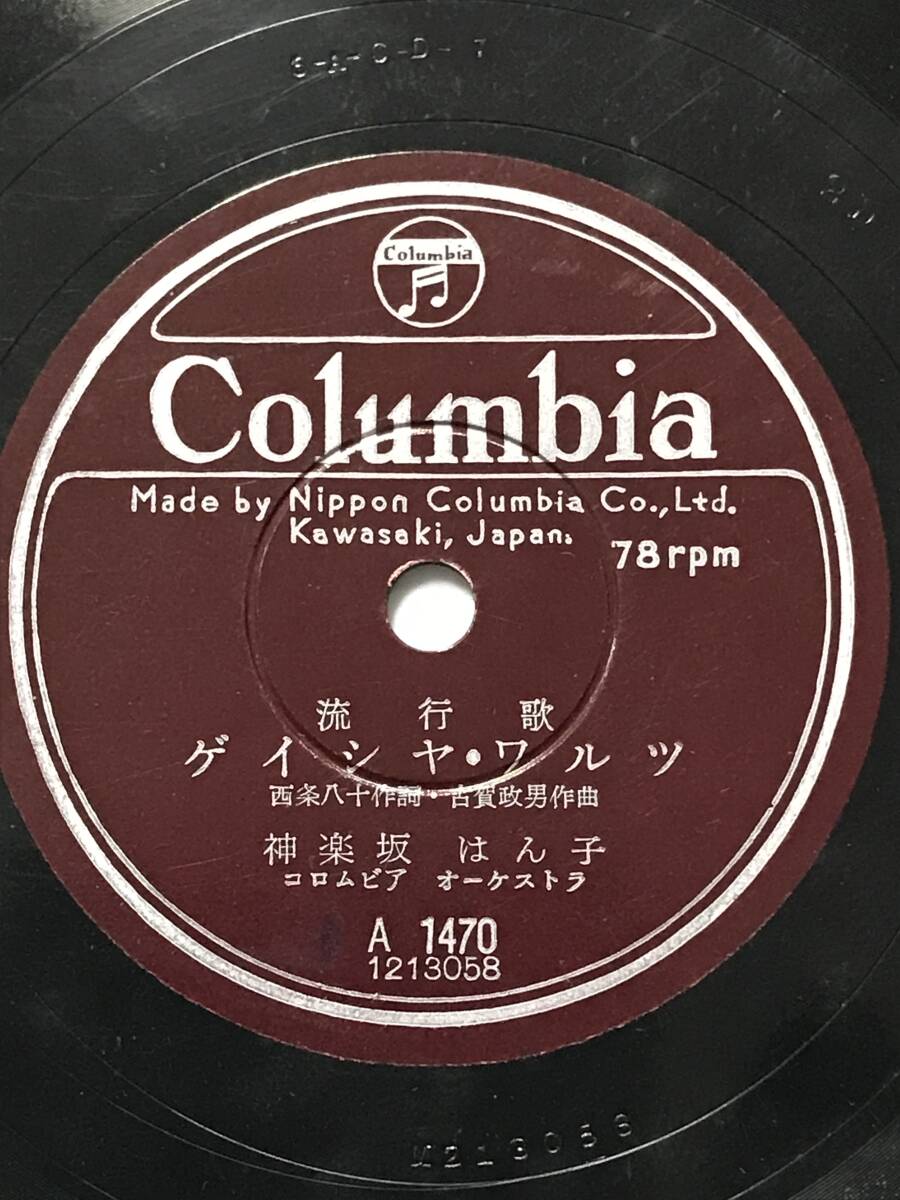 S-A-C-D-7
Columbia
Columbia
Made by Nippon Columbia Co., Ltd.
Kawasaki, Japan.
78rpm
流行歌
ゲイシヤ・ワルツ
西条八十作詞・古賀政男作曲
神楽坂 はん子
コロムビア オーケストラ
A 1470
1213058